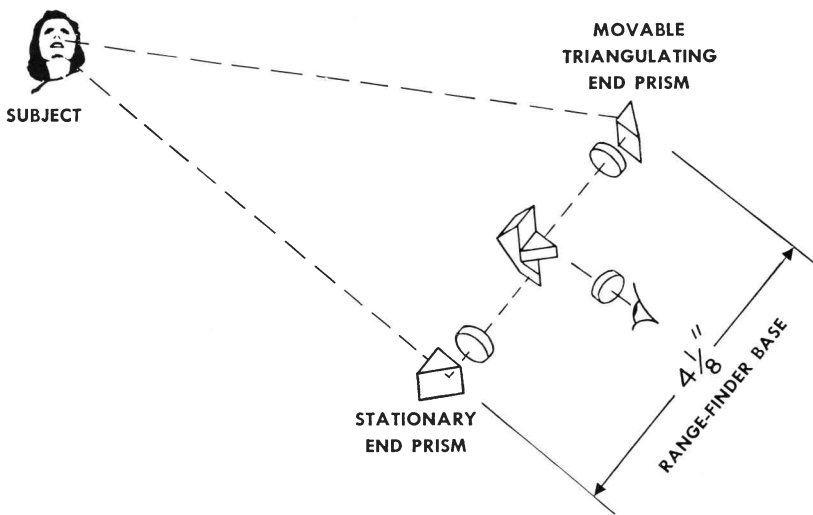 MOVABLE
TRIANGULATING
END PRISM
SUBJECT
4 1/8"
RANGE-FINDER BASE
STATIONARY
END PRISM